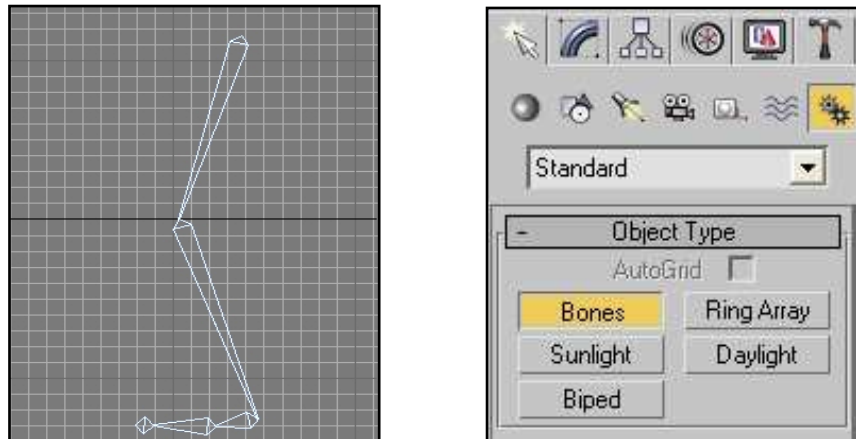 Standard
- Object Type
AutoGrid
Bones Ring Array
Sunlight Daylight
Biped